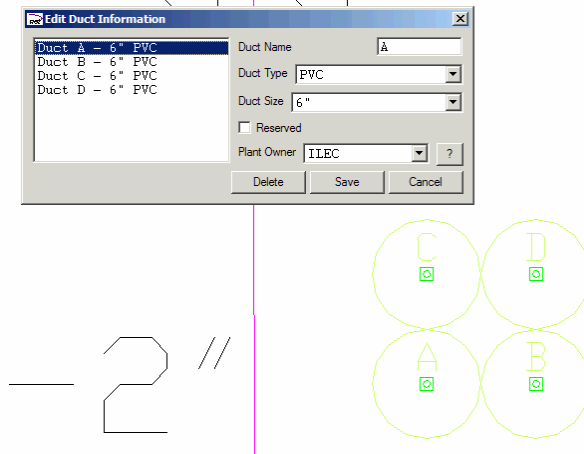 Edit Duct Information
Duct A - 6" PVC
Duct B - 6" PVC
Duct C - 6" PVC
Duct D - 6" PVC
Duct Name A
Duct Type PVC
Duct Size 6"
Reserved
Plant Owner ILEC ?
Delete Save Cancel
C D
A B
-2"